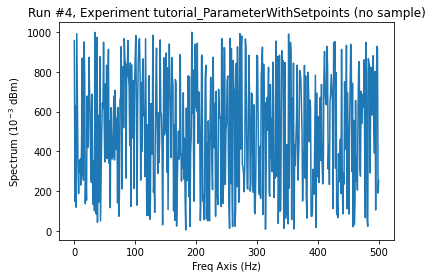 Run #4, Experiment tutorial_ParameterWithSetpoints (no sample)
1000
800
600
400
200
0
Spectrum (10⁻³ dBm)
0 100 200 300 400 500
Freq Axis (Hz)